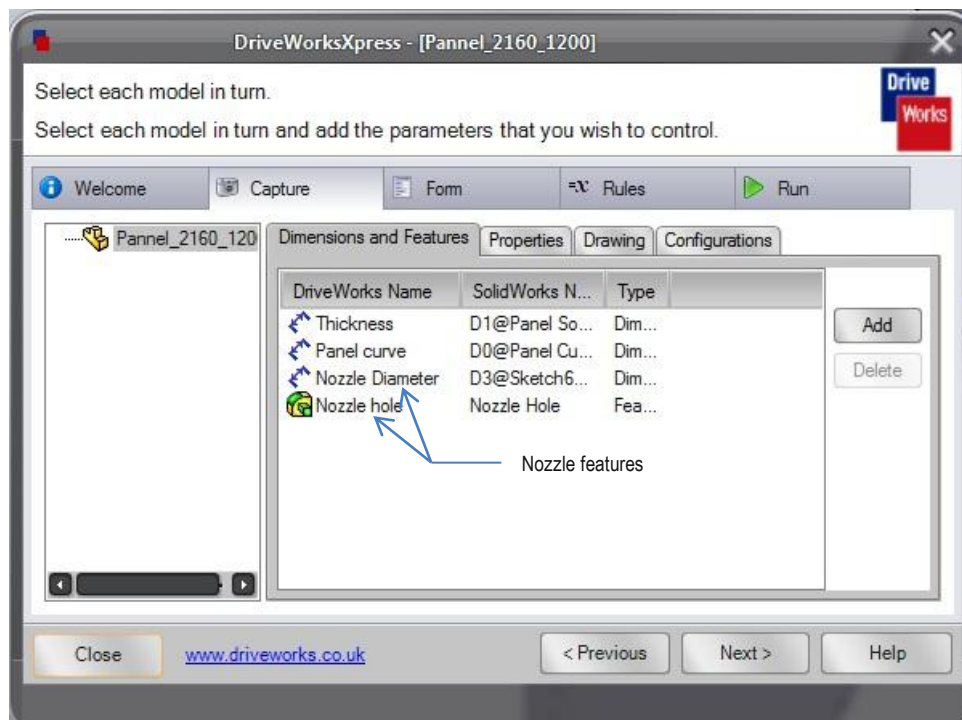 DriveWorksXpress - [Pannel_2160_1200]
Select each model in turn.
Select each model in turn and add the parameters that you wish to control.
Drive
Works
Welcome Capture Form =x Rules Run
Pannel_2160_120
Dimensions and Features Properties Drawing Configurations
DriveWorks Name SolidWorks N... Type
Thickness D1@Panel So... Dim...
Panel curve D0@Panel Cu... Dim...
Nozzle Diameter D3@Sketch6... Dim...
Nozzle hole Nozzle Hole Fea...
Add
Delete
Nozzle features
Close www.driveworks.co.uk < Previous Next > Help